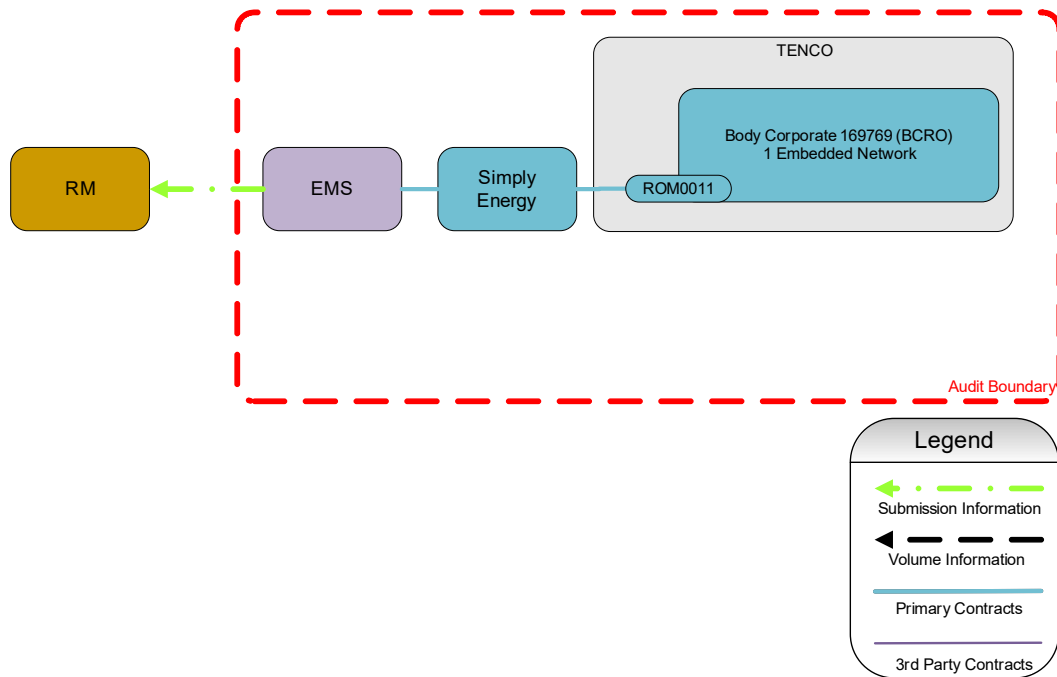 TENCO
Body Corporate 169769 (BCRO)
1 Embedded Network
RM
EMS
Simply
Energy
ROM0011
Audit Boundary
Legend
Submission Information
Volume Information
Primary Contracts
3rd Party Contracts